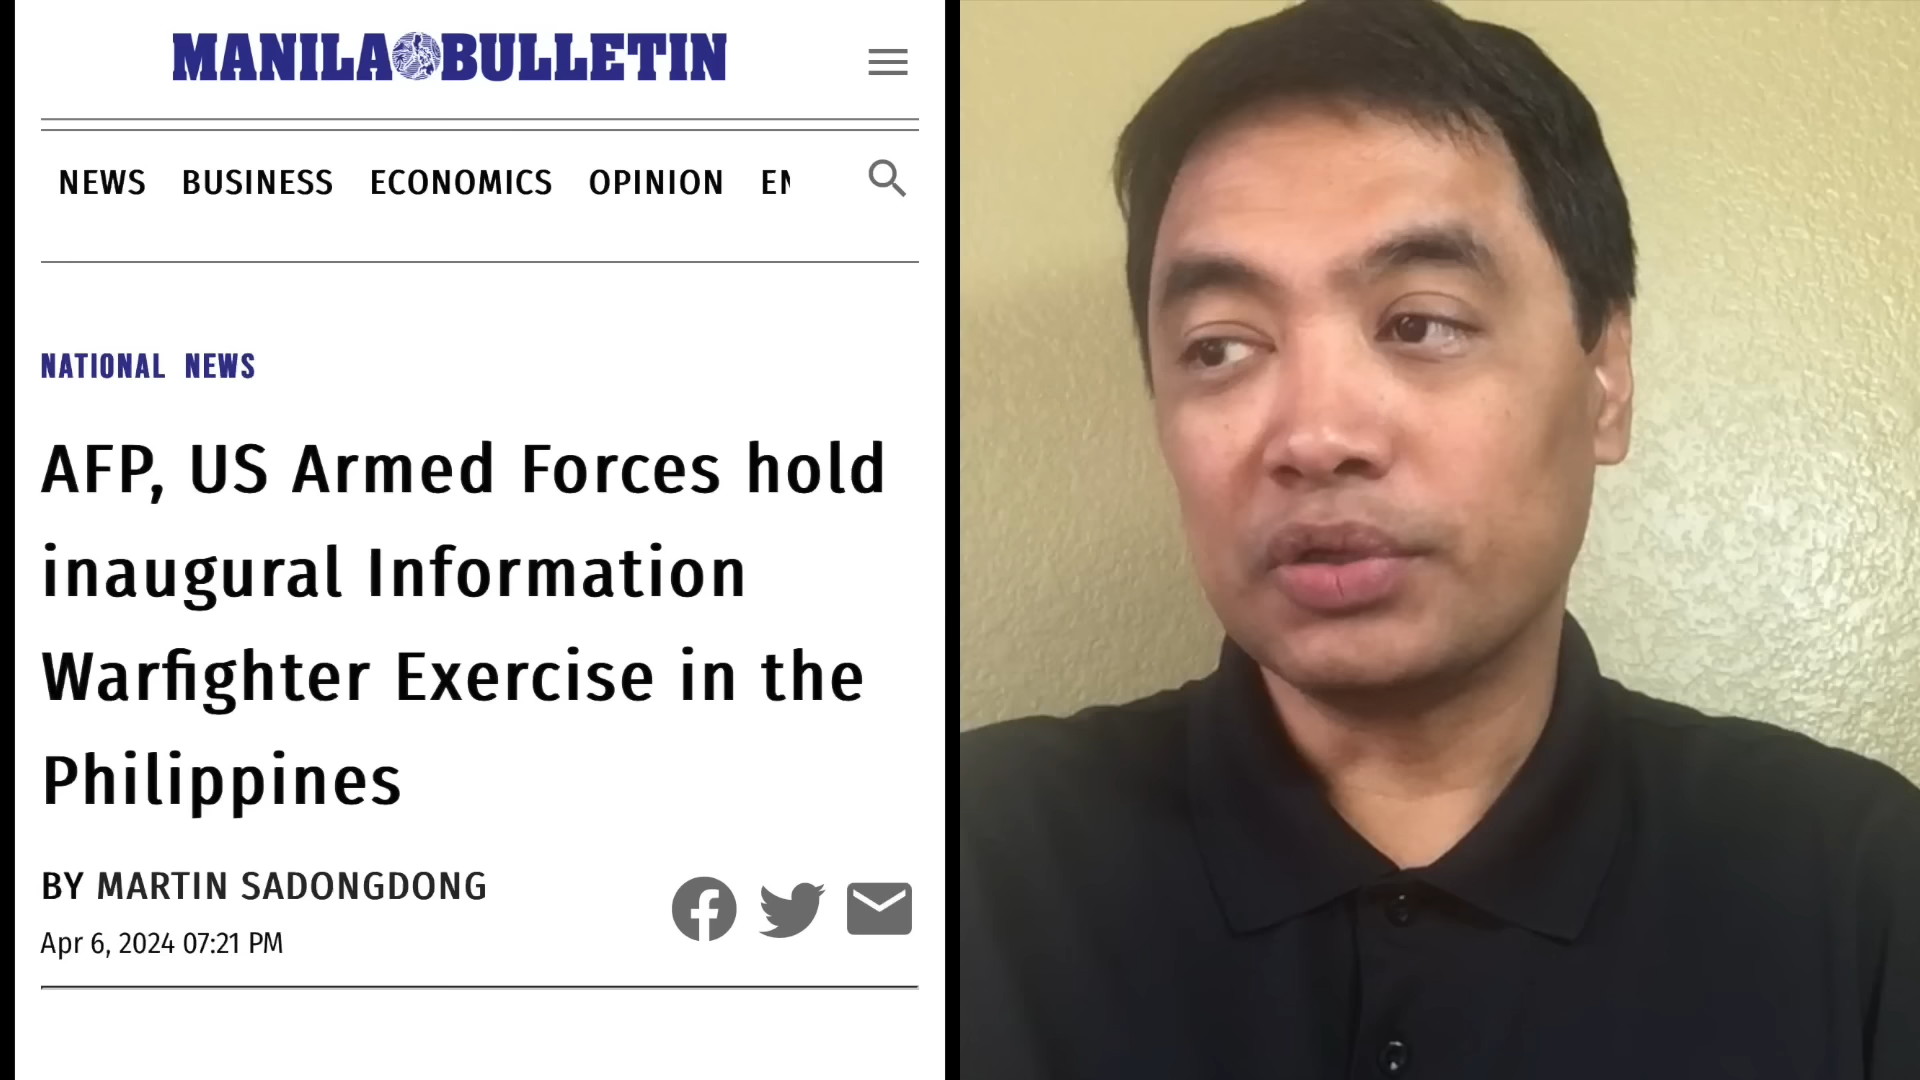 MANILA BULLETIN
NEWS BUSINESS ECONOMICS OPINION
NATIONAL NEWS
AFP, US Armed Forces hold
inaugural Information
Warfighter Exercise in the
Philippines
BY MARTIN SADONGDONG
Apr 6, 2024 07:21 PM